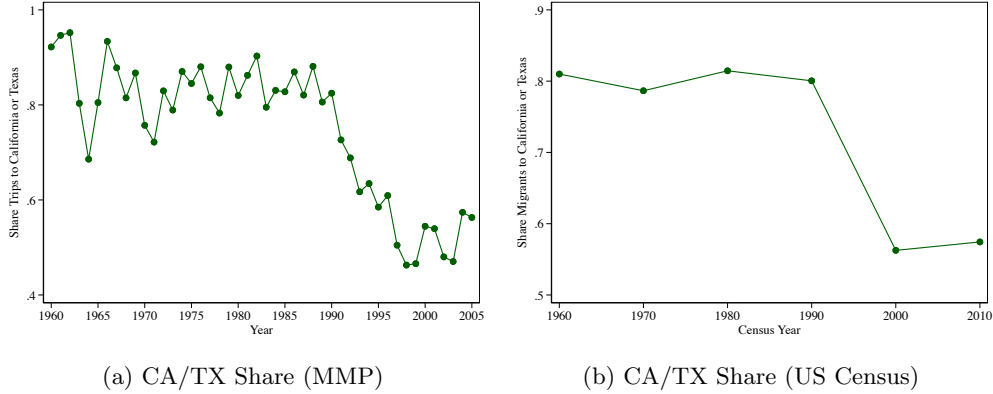 Share Trips to California or Texas
1
.8
.6
.4
1960 1965 1970 1975 1980 1985 1990 1995 2000 2005
Year
(a) CA/TX Share (MMP)
Share Migrants to California or Texas
.9
.8
.7
.6
.5
1960 1970 1980 1990 2000 2010
Census Year
(b) CA/TX Share (US Census)